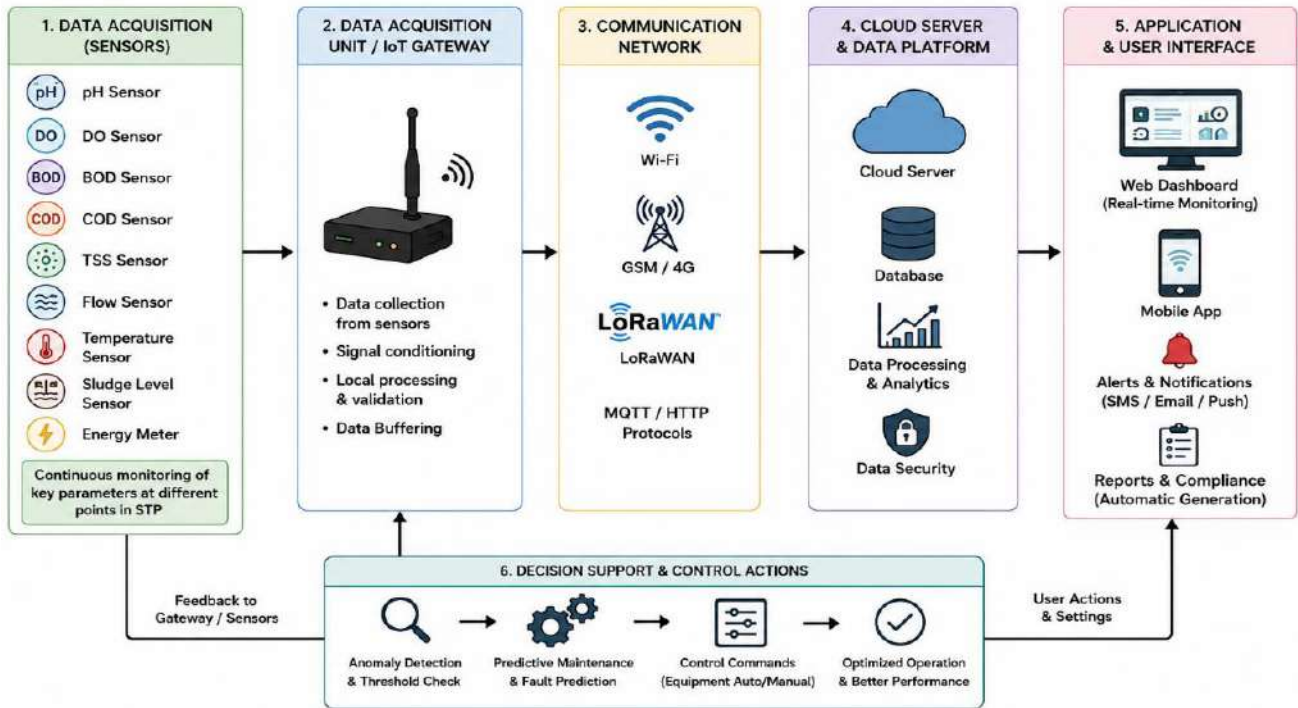 1. DATA ACQUISITION
(SENSORS)
pH
pH Sensor
DO
DO Sensor
BOD
BOD Sensor
COD
COD Sensor
TSS Sensor
Flow Sensor
Temperature
Sensor
Sludge Level
Sensor
Energy Meter
Continuous monitoring of
key parameters at different
points in STP
2. DATA ACQUISITION
UNIT / IoT GATEWAY
• Data collection
from sensors
• Signal conditioning
• Local processing
& validation
• Data Buffering
3. COMMUNICATION
NETWORK
Wi-Fi
GSM / 4G
LoRaWAN™
LoRaWAN
MQTT / HTTP
Protocols
4. CLOUD SERVER
& DATA PLATFORM
Cloud Server
Database
Data Processing
& Analytics
Data Security
5. APPLICATION
& USER INTERFACE
Web Dashboard
(Real-time Monitoring)
Mobile App
Alerts & Notifications
(SMS / Email / Push)
Reports & Compliance
(Automatic Generation)
Feedback to
Gateway / Sensors
6. DECISION SUPPORT & CONTROL ACTIONS
Anomaly Detection
& Threshold Check
Predictive Maintenance
& Fault Prediction
Control Commands
(Equipment Auto/Manual)
Optimized Operation
& Better Performance
User Actions
& Settings